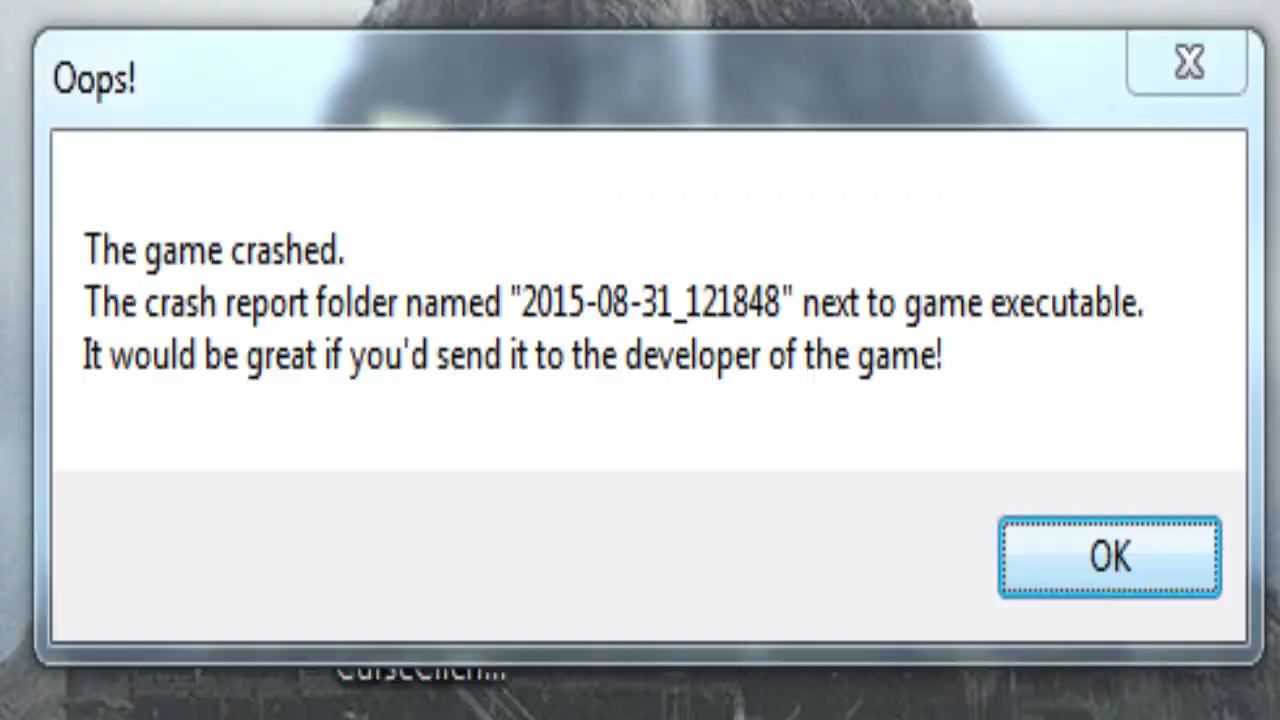 Oops!
X
The game crashed.
The crash report folder named "2015-08-31_121848" next to game executable.
It would be great if you'd send it to the developer of the game!
OK
CurseClien...